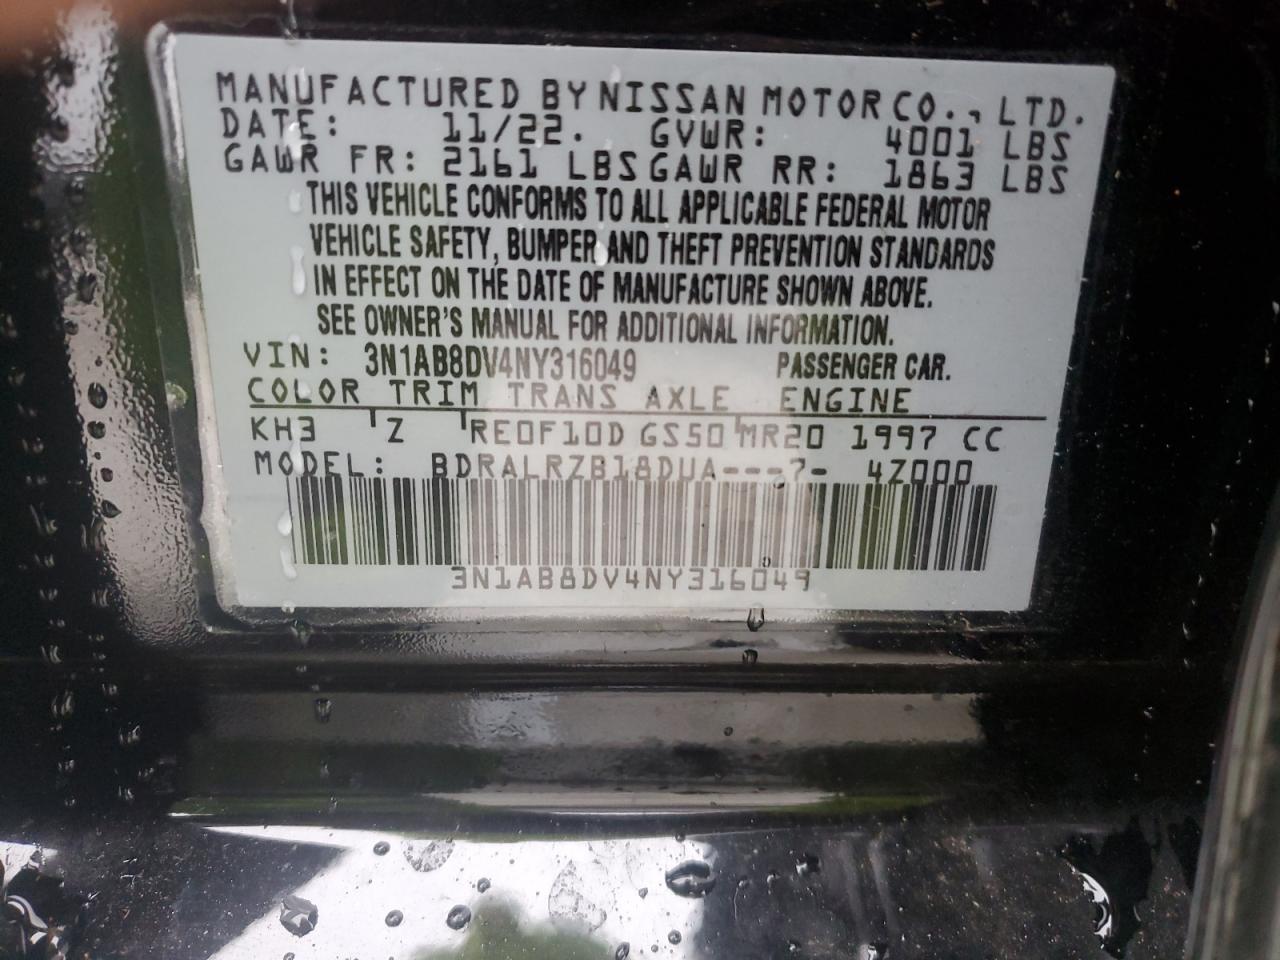 MANUFACTURED BY NISSAN MOTOR CO., LTD.
DATE: 11/22. GVWR: 4001 LBS
GAWR FR: 2161 LBS GAWR RR: 1863 LBS
THIS VEHICLE CONFORMS TO ALL APPLICABLE FEDERAL MOTOR
VEHICLE SAFETY, BUMPER AND THEFT PREVENTION STANDARDS
IN EFFECT ON THE DATE OF MANUFACTURE SHOWN ABOVE.
SEE OWNER'S MANUAL FOR ADDITIONAL INFORMATION.
VIN: 3N1AB8DV4NY316049 PASSENGER CAR.
COLOR TRIM TRANS AXLE ENGINE
KH3 Z RE0F10D GS50 MR20 1997 CC
MODEL: BDRALRZB18DUA---7- 4Z000
3N1AB8DV4NY316049